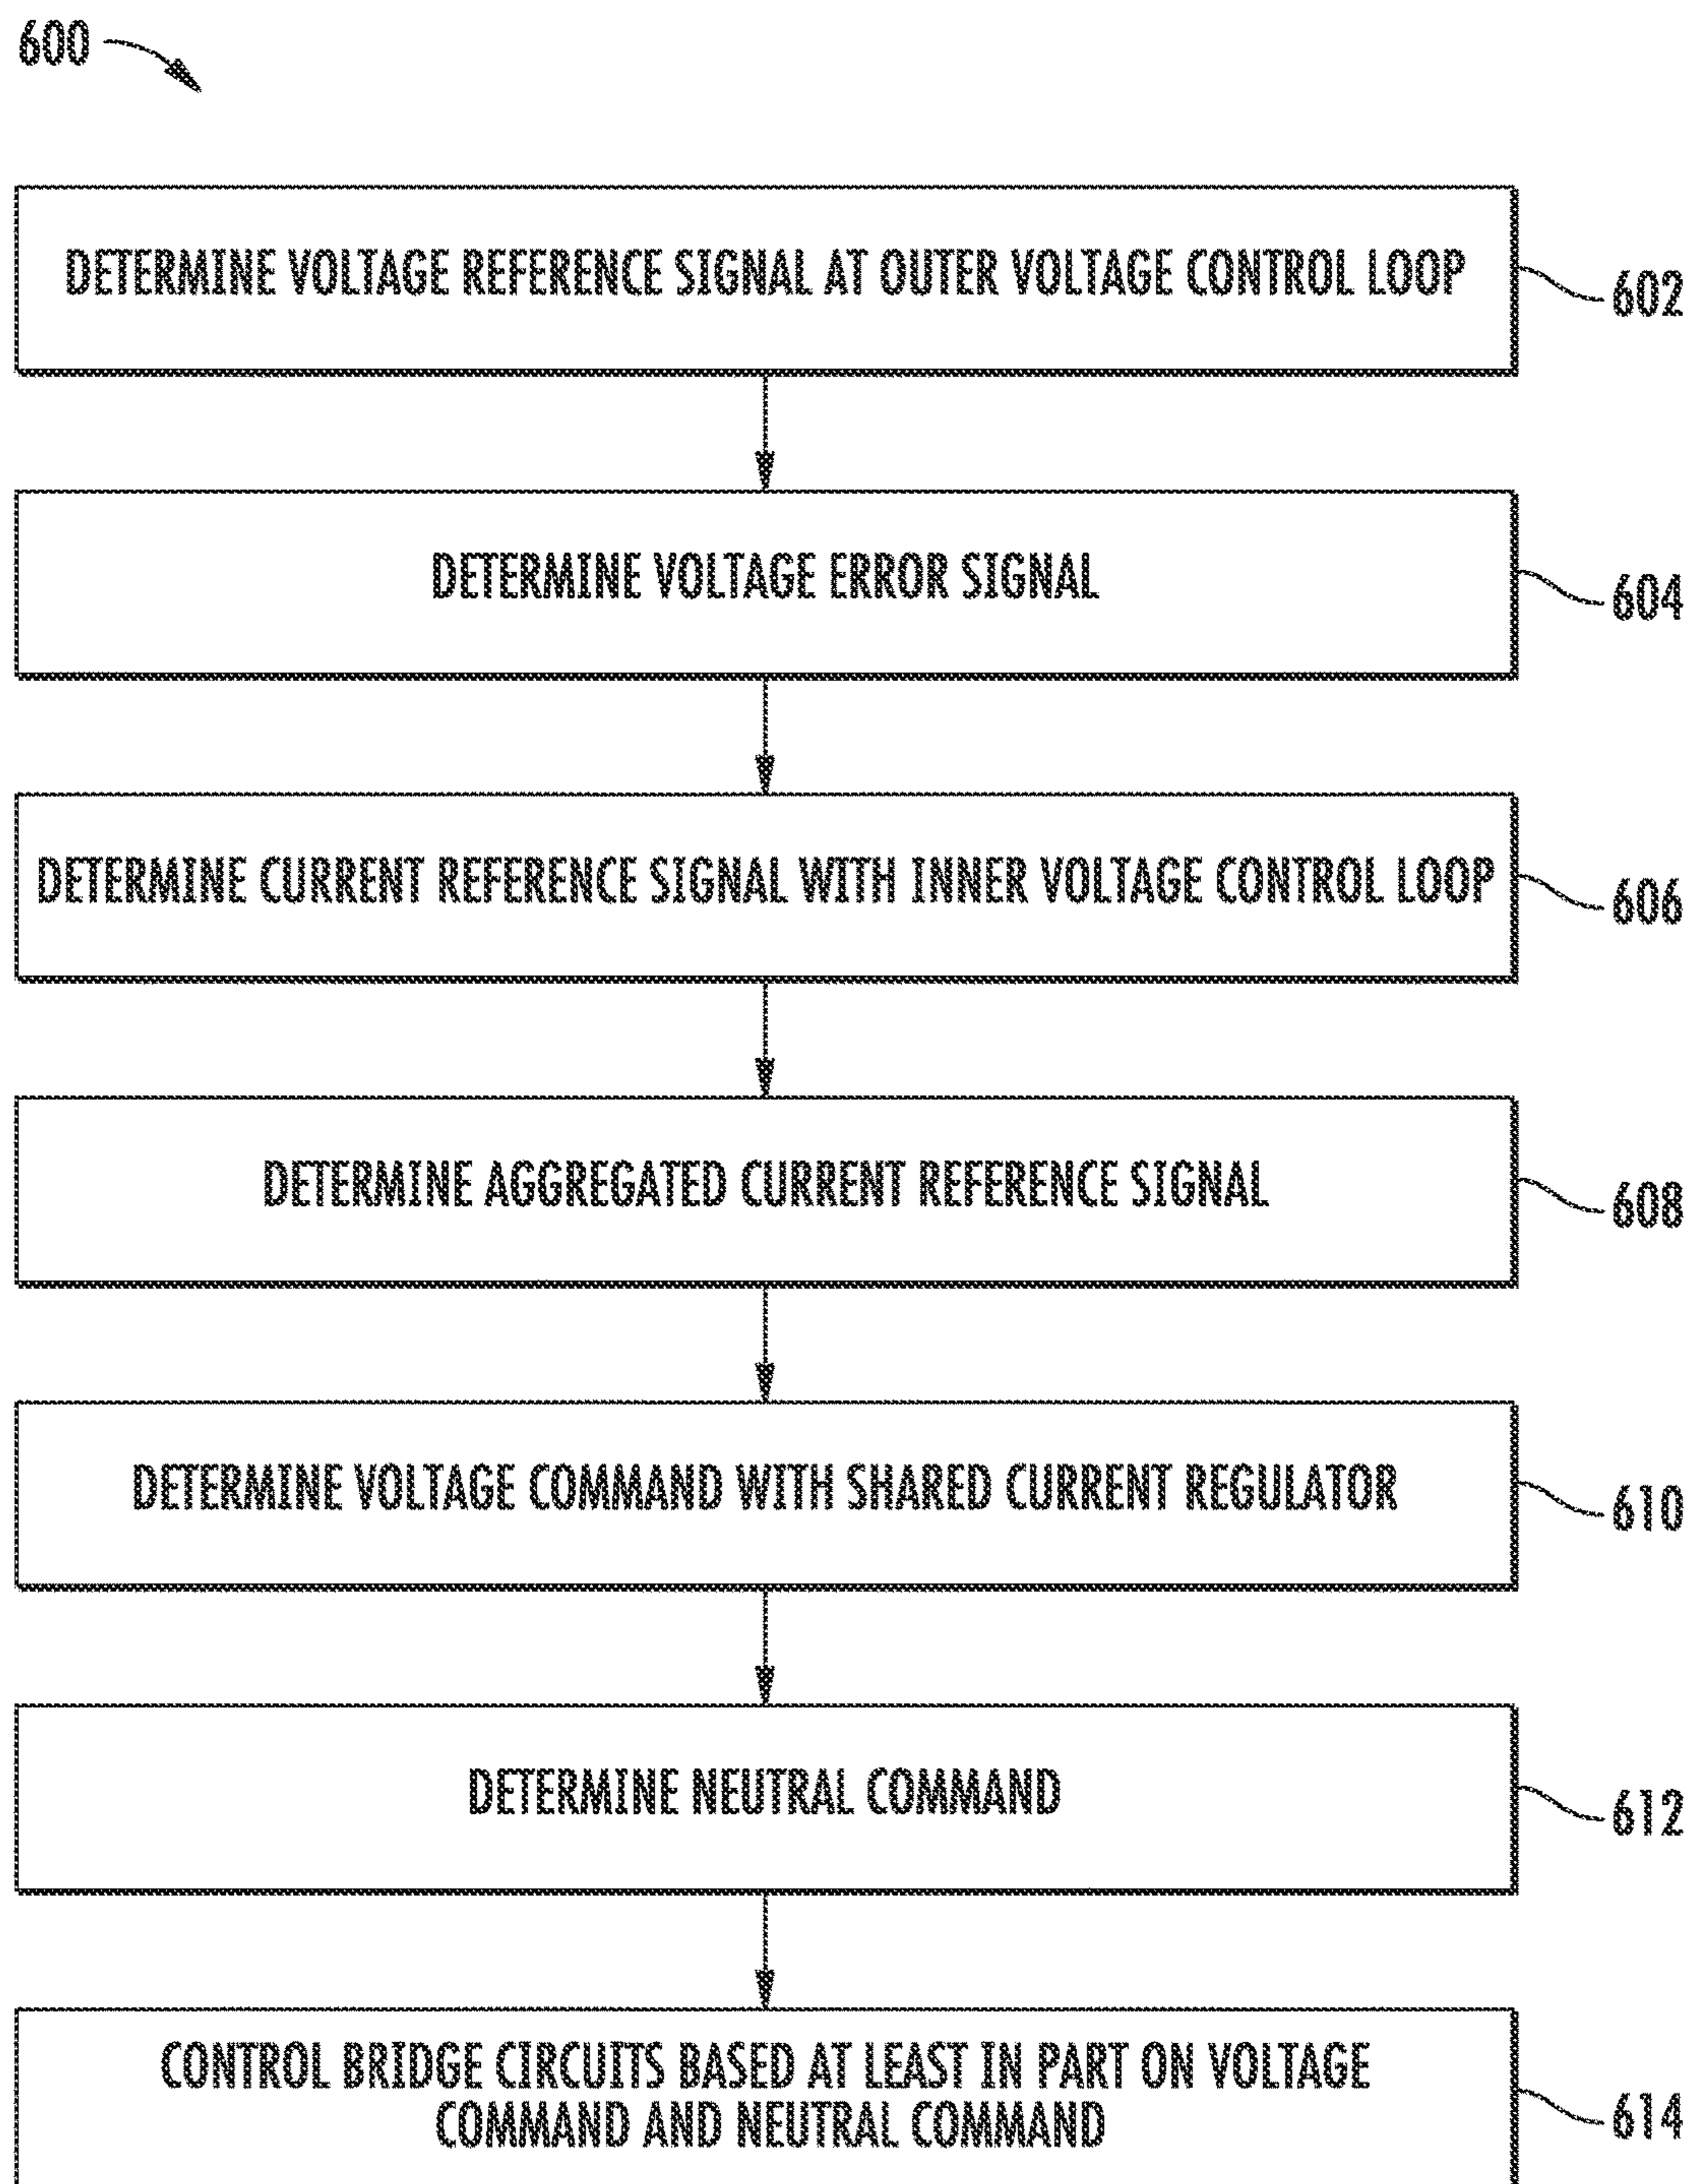 600
DETERMINE VOLTAGE REFERENCE SIGNAL AT OUTER VOLTAGE CONTROL LOOP
602
DETERMINE VOLTAGE ERROR SIGNAL
604
DETERMINE CURRENT REFERENCE SIGNAL WITH INNER VOLTAGE CONTROL LOOP
606
DETERMINE AGGREGATED CURRENT REFERENCE SIGNAL
608
DETERMINE VOLTAGE COMMAND WITH SHARED CURRENT REGULATOR
610
DETERMINE NEUTRAL COMMAND
612
CONTROL BRIDGE CIRCUITS BASED AT LEAST IN PART ON VOLTAGE
COMMAND AND NEUTRAL COMMAND
614